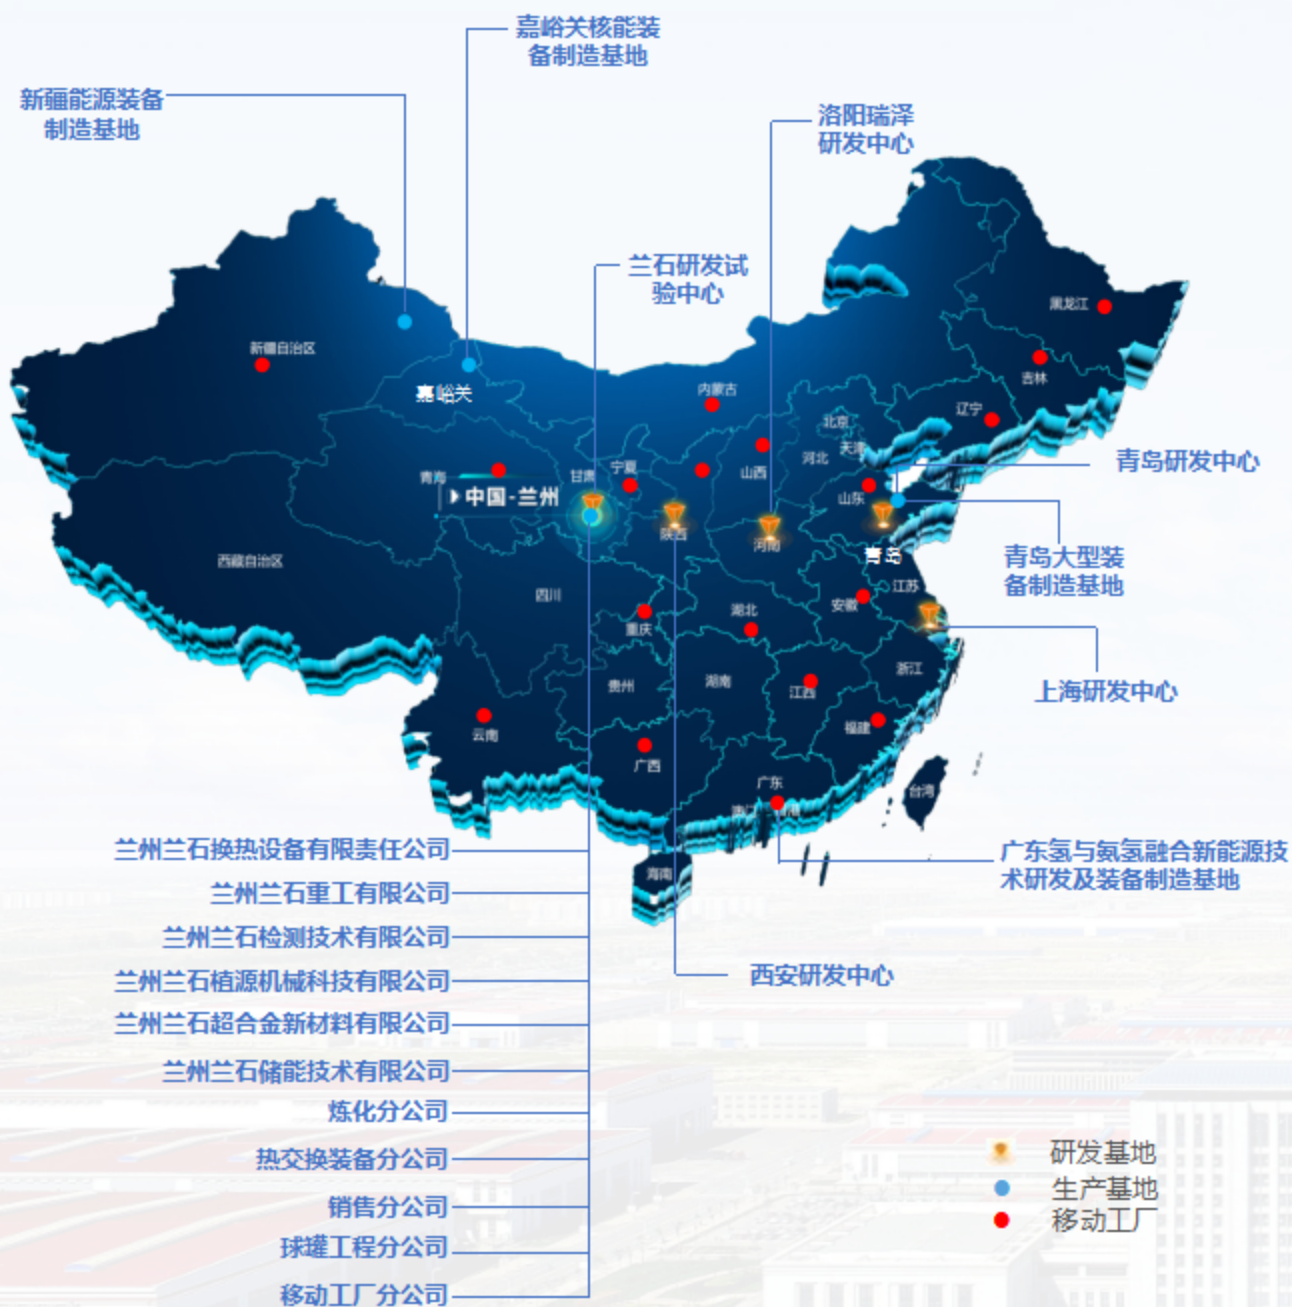 嘉峪关核能装
备制造基地
新疆能源装备
制造基地
洛阳瑞泽
研发中心
兰石研发试
验中心
黑龙江
新疆自治区
吉林
嘉峪关
内蒙古
辽宁
北京
天津
河北
山西
宁夏
甘肃
青海
青岛研发中心
中国-兰州
山东
陕西
河南
青岛
青岛大型装
备制造基地
西藏自治区
四川
江苏
安徽
湖北
重庆
浙江
贵州
湖南
江西
上海研发中心
福建
云南
广西
广东
台湾
兰州兰石换热设备有限责任公司
广东氢与氨氢融合新能源技
术研发及装备制造基地
海南
兰州兰石重工有限公司
兰州兰石检测技术有限公司
兰州兰石植源机械科技有限公司
西安研发中心
兰州兰石超合金新材料有限公司
兰州兰石储能技术有限公司
炼化分公司
热交换装备分公司
销售分公司
球罐工程分公司
移动工厂分公司
研发基地
生产基地
移动工厂